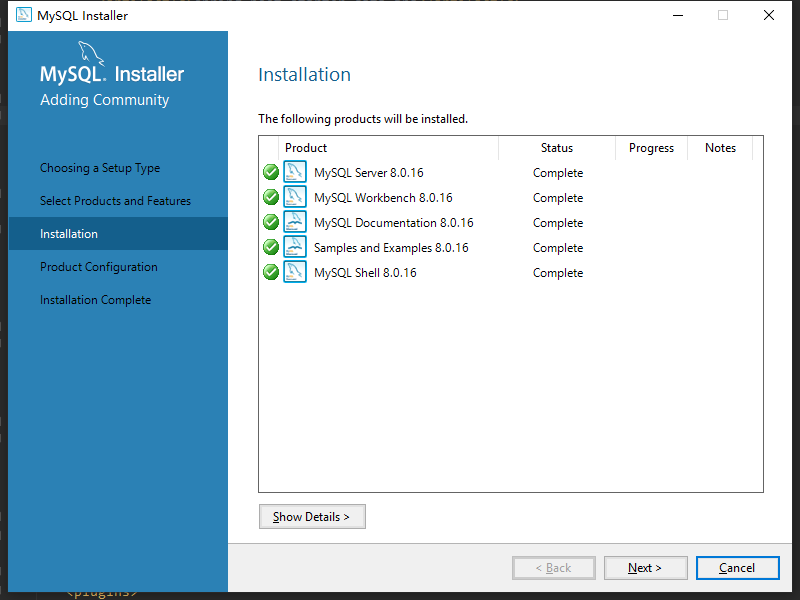 MySQL Installer
MySQL. Installer
Adding Community
Choosing a Setup Type
Select Products and Features
Installation
Product Configuration
Installation Complete
Installation
The following products will be installed.
Product Status Progress Notes
MySQL Server 8.0.16 Complete
MySQL Workbench 8.0.16 Complete
MySQL Documentation 8.0.16 Complete
Samples and Examples 8.0.16 Complete
MySQL Shell 8.0.16 Complete
Show Details >
< Back Next > Cancel
<plugins>